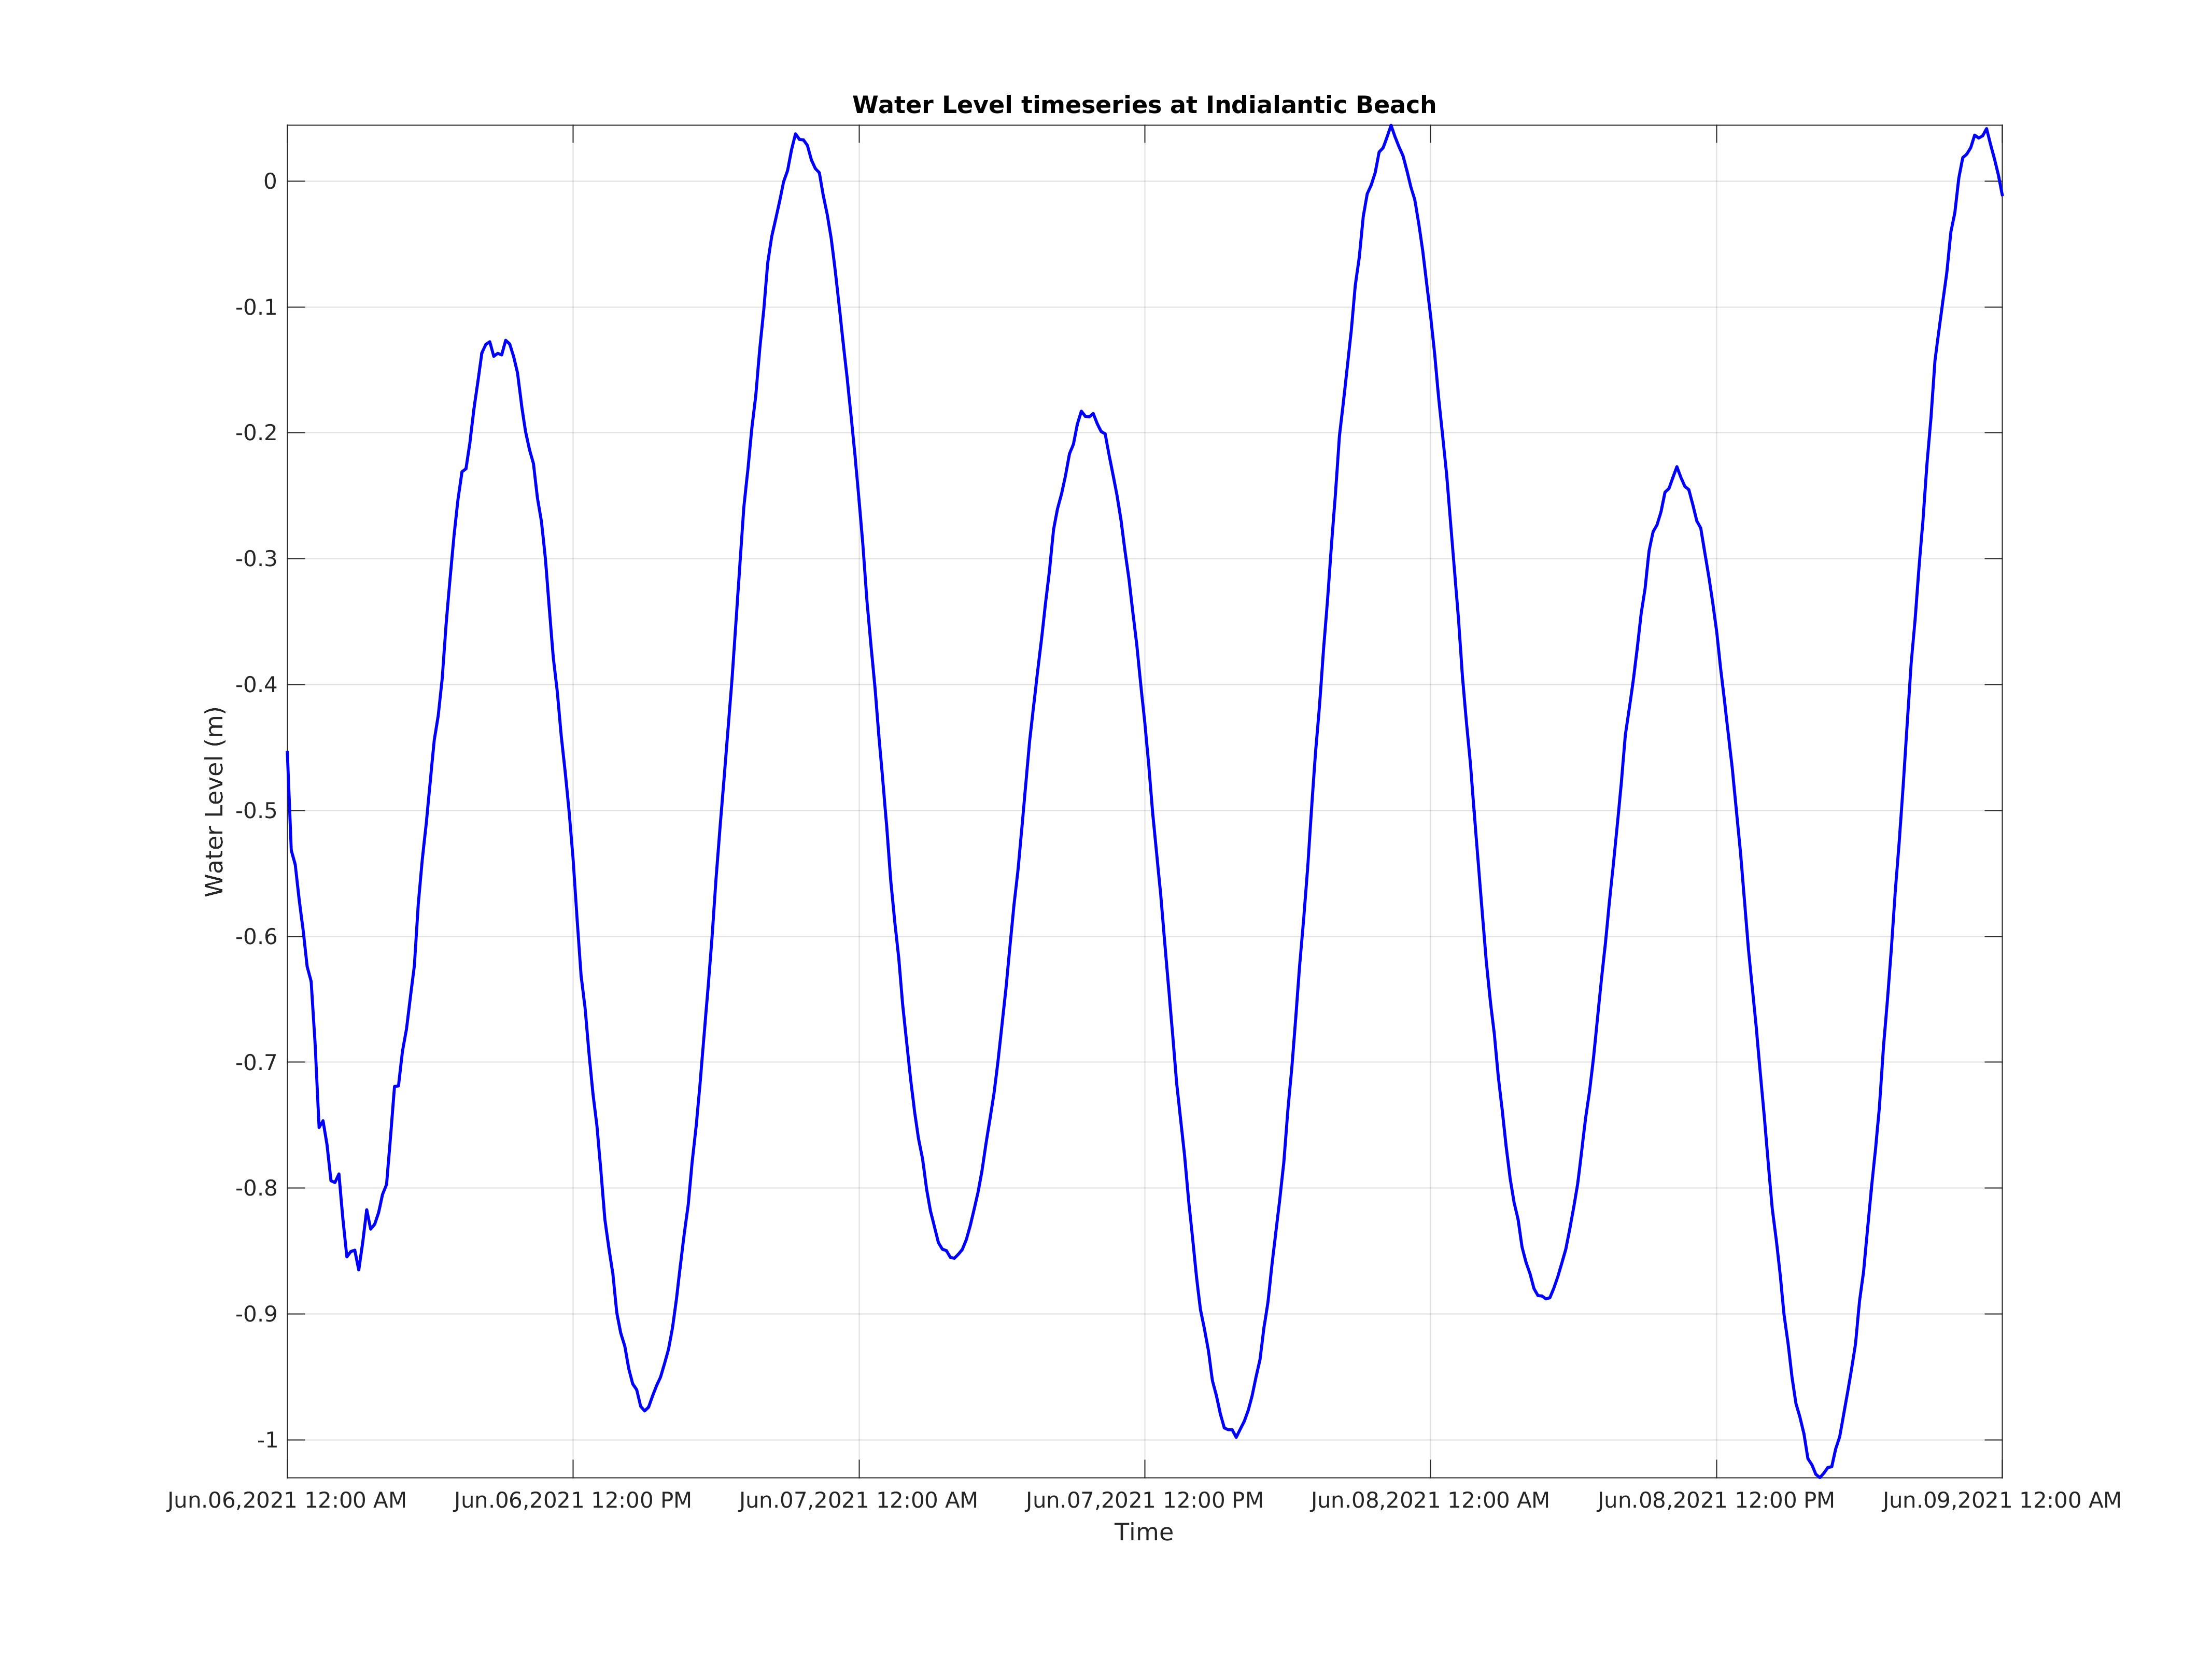 Water Level timeseries at Indialantic Beach
0
-0.1
-0.2
-0.3
-0.4
-0.5
-0.6
-0.7
-0.8
-0.9
-1
Water Level (m)
Jun.06,2021 12:00 AM Jun.06,2021 12:00 PM Jun.07,2021 12:00 AM Jun.07,2021 12:00 PM Jun.08,2021 12:00 AM Jun.08,2021 12:00 PM Jun.09,2021 12:00 AM
Time